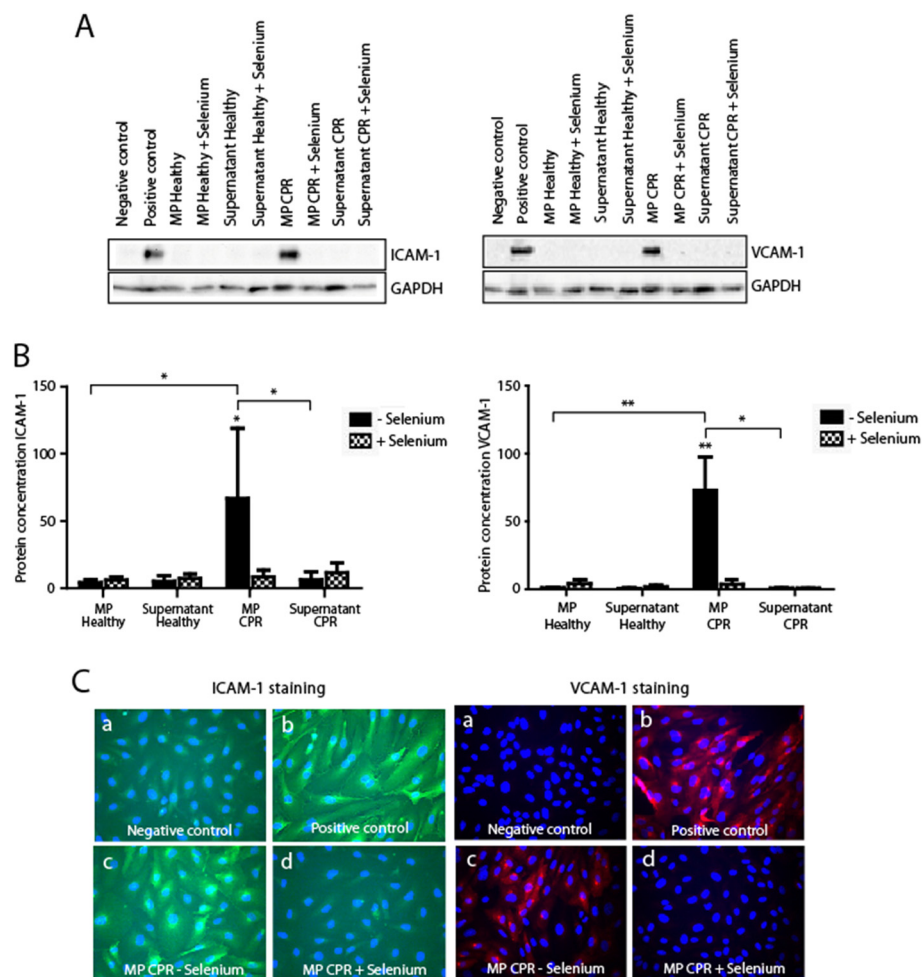 A
Negative control
Positive control
MP Healthy
MP Healthy + Selenium
Supernatant Healthy
Supernatant Healthy + Selenium
MP CPR
MP CPR + Selenium
Supernatant CPR
Supernatant CPR + Selenium
ICAM-1
GAPDH
Negative control
Positive control
MP Healthy
MP Healthy + Selenium
Supernatant Healthy
Supernatant Healthy + Selenium
MP CPR
MP CPR + Selenium
Supernatant CPR
Supernatant CPR + Selenium
VCAM-1
GAPDH
B
Protein concentration ICAM-1
150
100
50
0
*
*
*
- Selenium
+ Selenium
MP Healthy
Supernatant Healthy
MP CPR
Supernatant CPR
Protein concentration VCAM-1
150
100
50
0
**
*
**
- Selenium
+ Selenium
MP Healthy
Supernatant Healthy
MP CPR
Supernatant CPR
C
ICAM-1 staining
a
Negative control
b
Positive control
c
MP CPR - Selenium
d
MP CPR + Selenium
VCAM-1 staining
a
Negative control
b
Positive control
c
MP CPR - Selenium
d
MP CPR + Selenium